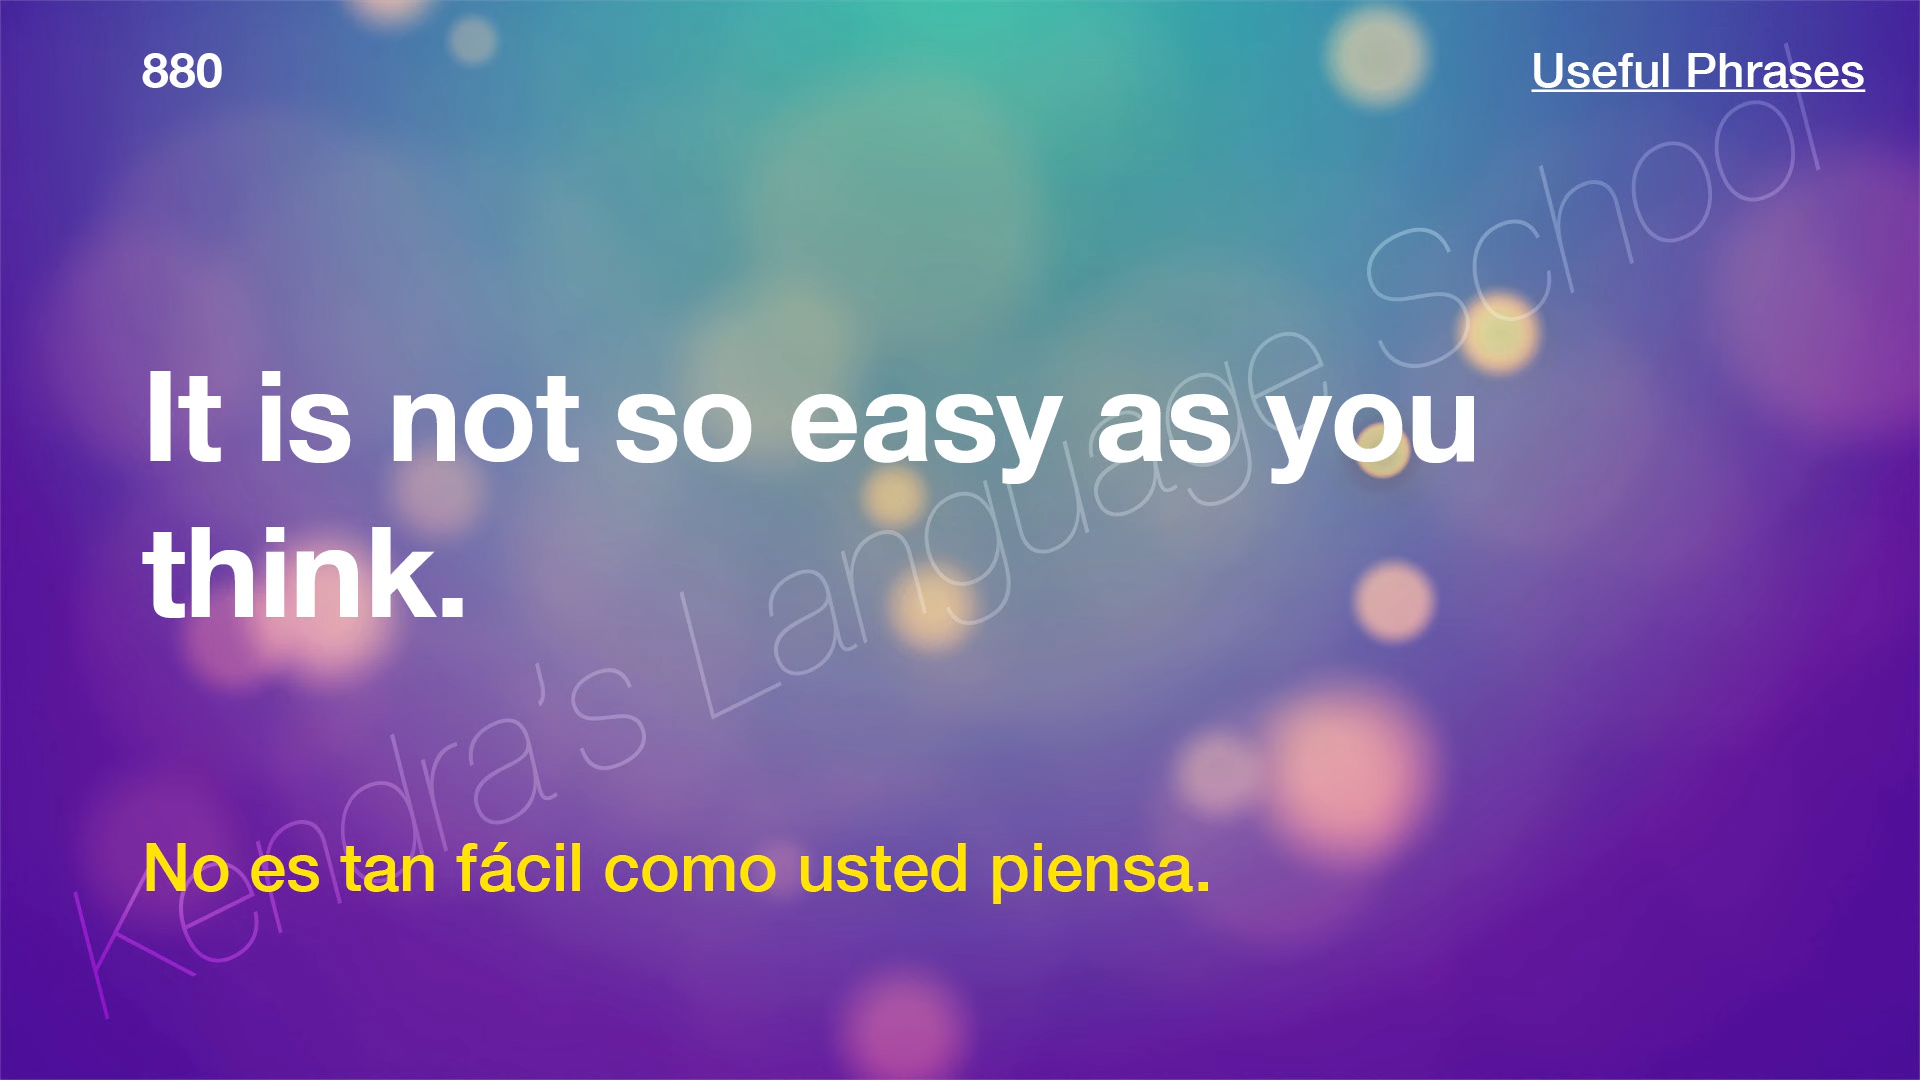 880
Useful Phrases
It is not so easy as you
think.
No es tan fácil como usted piensa.
Kendra's Language School